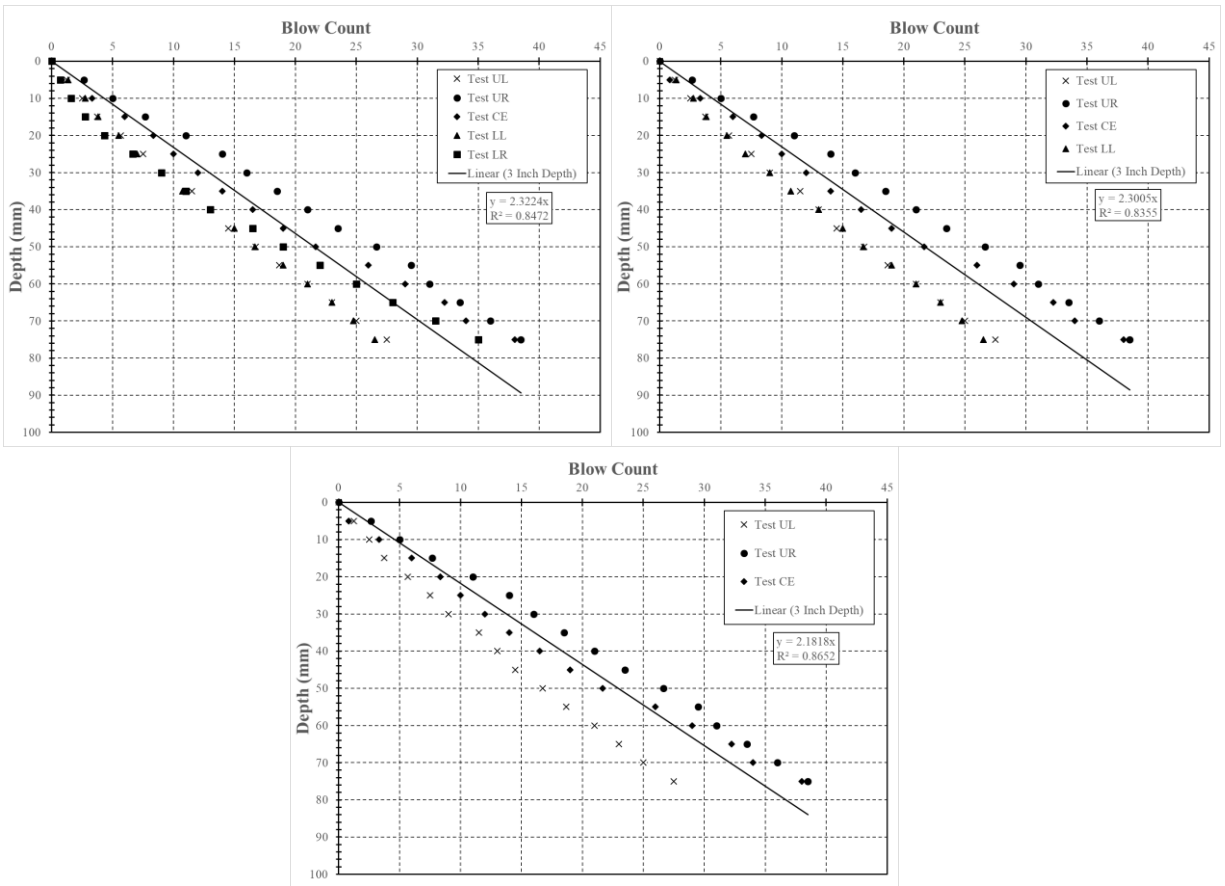 Blow Count
0 5 10 15 20 25 30 35 40 45
0
10
20
30
40
50
60
70
80
90
100
Depth (mm)
Test UL
Test UR
Test CE
Test LL
Test LR
Linear (3 Inch Depth)
y = 2.3224x
R² = 0.8472
Blow Count
0 5 10 15 20 25 30 35 40 45
0
10
20
30
40
50
60
70
80
90
100
Depth (mm)
Test UL
Test UR
Test CE
Test LL
Linear (3 Inch Depth)
y = 2.3005x
R² = 0.8355
Blow Count
0 5 10 15 20 25 30 35 40 45
0
10
20
30
40
50
60
70
80
90
100
Depth (mm)
Test UL
Test UR
Test CE
Linear (3 Inch Depth)
y = 2.1818x
R² = 0.8652